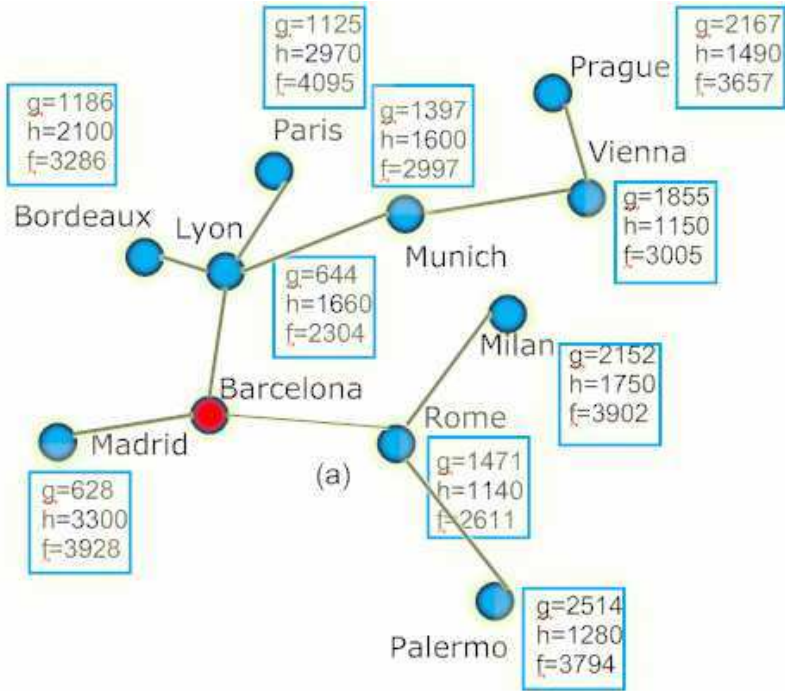 g=1125
h=2970
f=4095
Paris
g=2167
h=1490
f=3657
Prague
g=1186
h=2100
f=3286
Bordeaux
g=1397
h=1600
f=2997
Munich
Vienna
g=1855
h=1150
f=3005
Lyon
g=644
h=1660
f=2304
Milan
g=2152
h=1750
f=3902
Barcelona
Madrid
g=628
h=3300
f=3928
Rome
g=1471
h=1140
f=2611
(a)
Palermo
g=2514
h=1280
f=3794